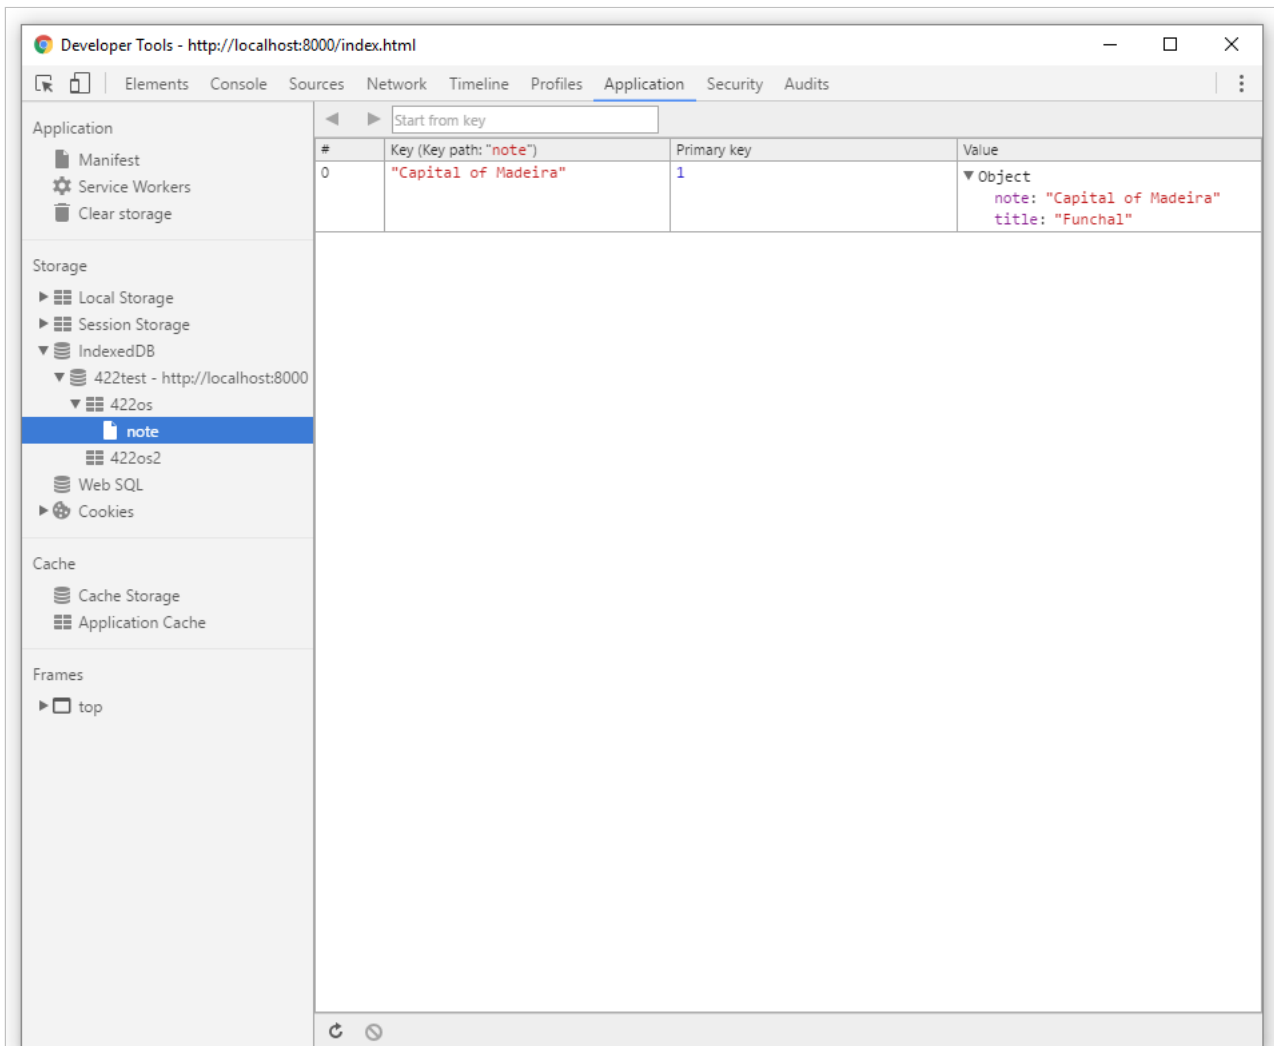 Developer Tools - http://localhost:8000/index.html
Elements Console Sources Network Timeline Profiles Application Security Audits
Application
Manifest
Service Workers
Clear storage
Storage
Local Storage
Session Storage
IndexedDB
422test - http://localhost:8000
422os
note
422os2
Web SQL
Cookies
Cache
Cache Storage
Application Cache
Frames
top
Start from key
# Key (Key path: "note") Primary key Value
0 "Capital of Madeira" 1 Object
note: "Capital of Madeira"
title: "Funchal"